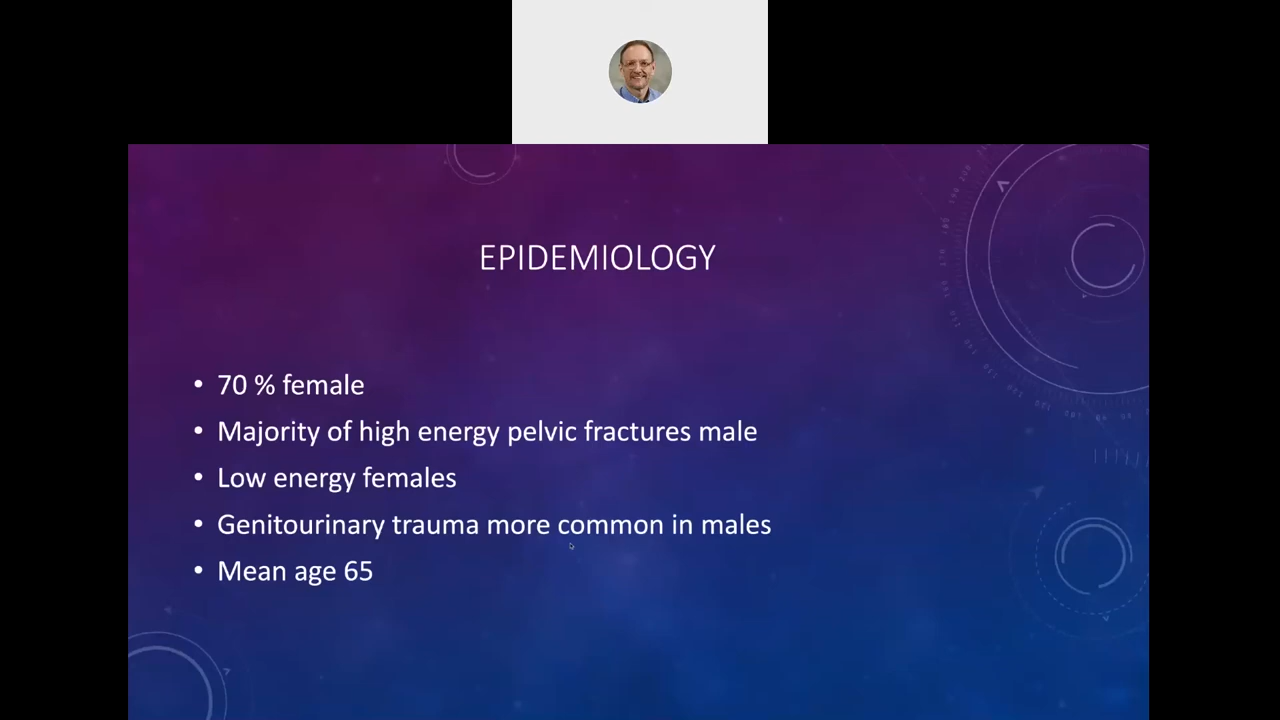 EPIDEMIOLOGY
• 70 % female
• Majority of high energy pelvic fractures male
• Low energy females
• Genitourinary trauma more common in males
• Mean age 65